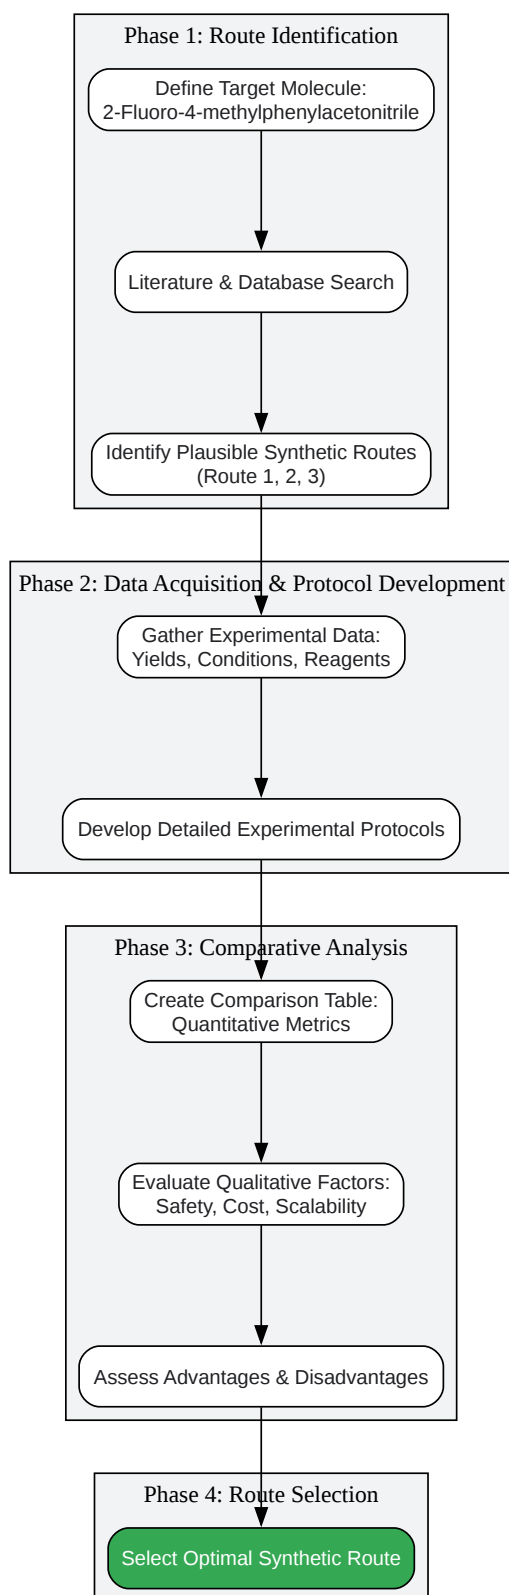 Phase 1: Route Identification
Define Target Molecule:
2-Fluoro-4-methylphenylacetonitrile
Literature & Database Search
Identify Plausible Synthetic Routes
(Route 1, 2, 3)
Phase 2: Data Acquisition & Protocol Development
Gather Experimental Data:
Yields, Conditions, Reagents
Develop Detailed Experimental Protocols
Phase 3: Comparative Analysis
Create Comparison Table:
Quantitative Metrics
Evaluate Qualitative Factors:
Safety, Cost, Scalability
Assess Advantages & Disadvantages
Phase 4: Route Selection
Select Optimal Synthetic Route